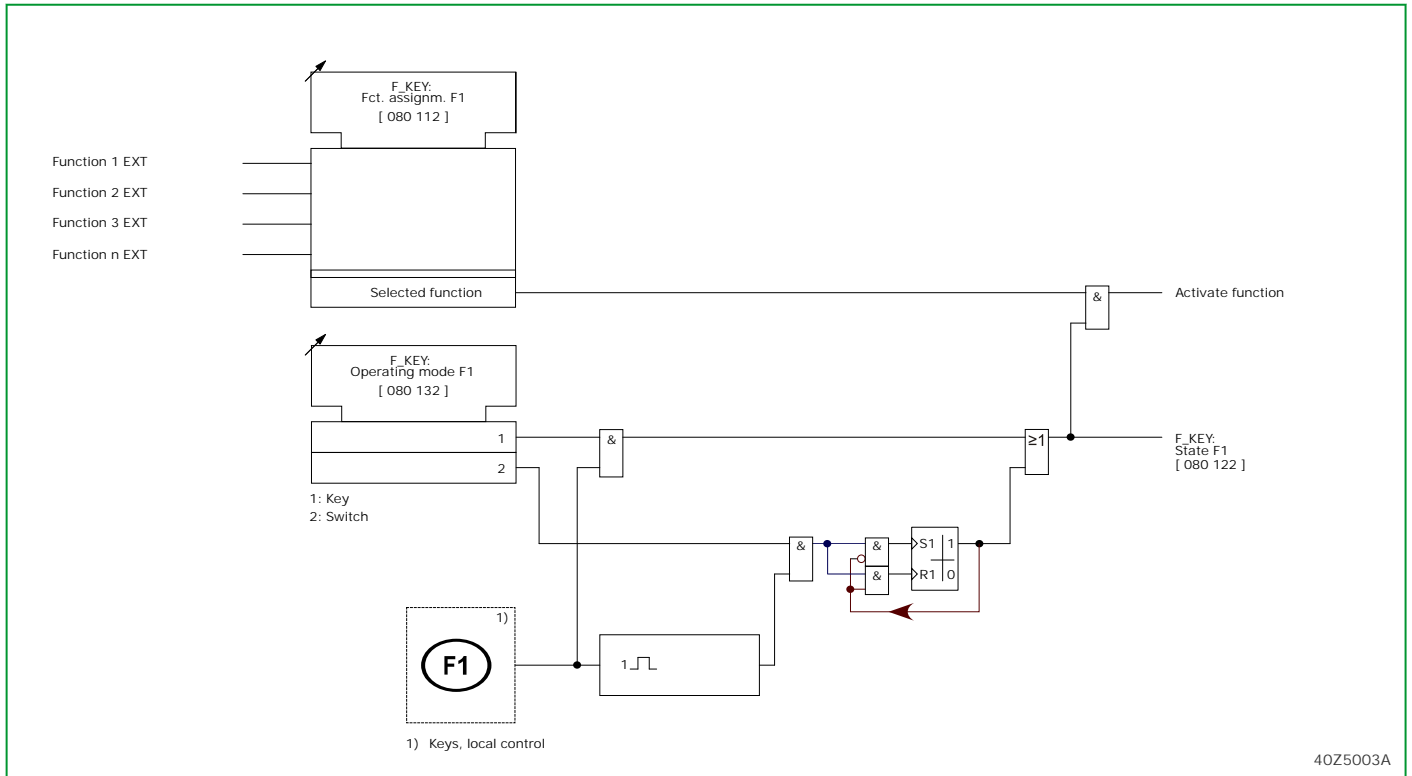 F_KEY:
Fct. assignm. F1
[ 080 112 ]
Function 1 EXT
Function 2 EXT
Function 3 EXT
Function n EXT
Selected function
&
Activate function
F_KEY:
Operating mode F1
[ 080 132 ]
1
2
1: Key
2: Switch
&
≥1
F_KEY:
State F1
[ 080 122 ]
&
&
&
S1 1
R1 0
1)
F1
1
1) Keys, local control
40Z5003A